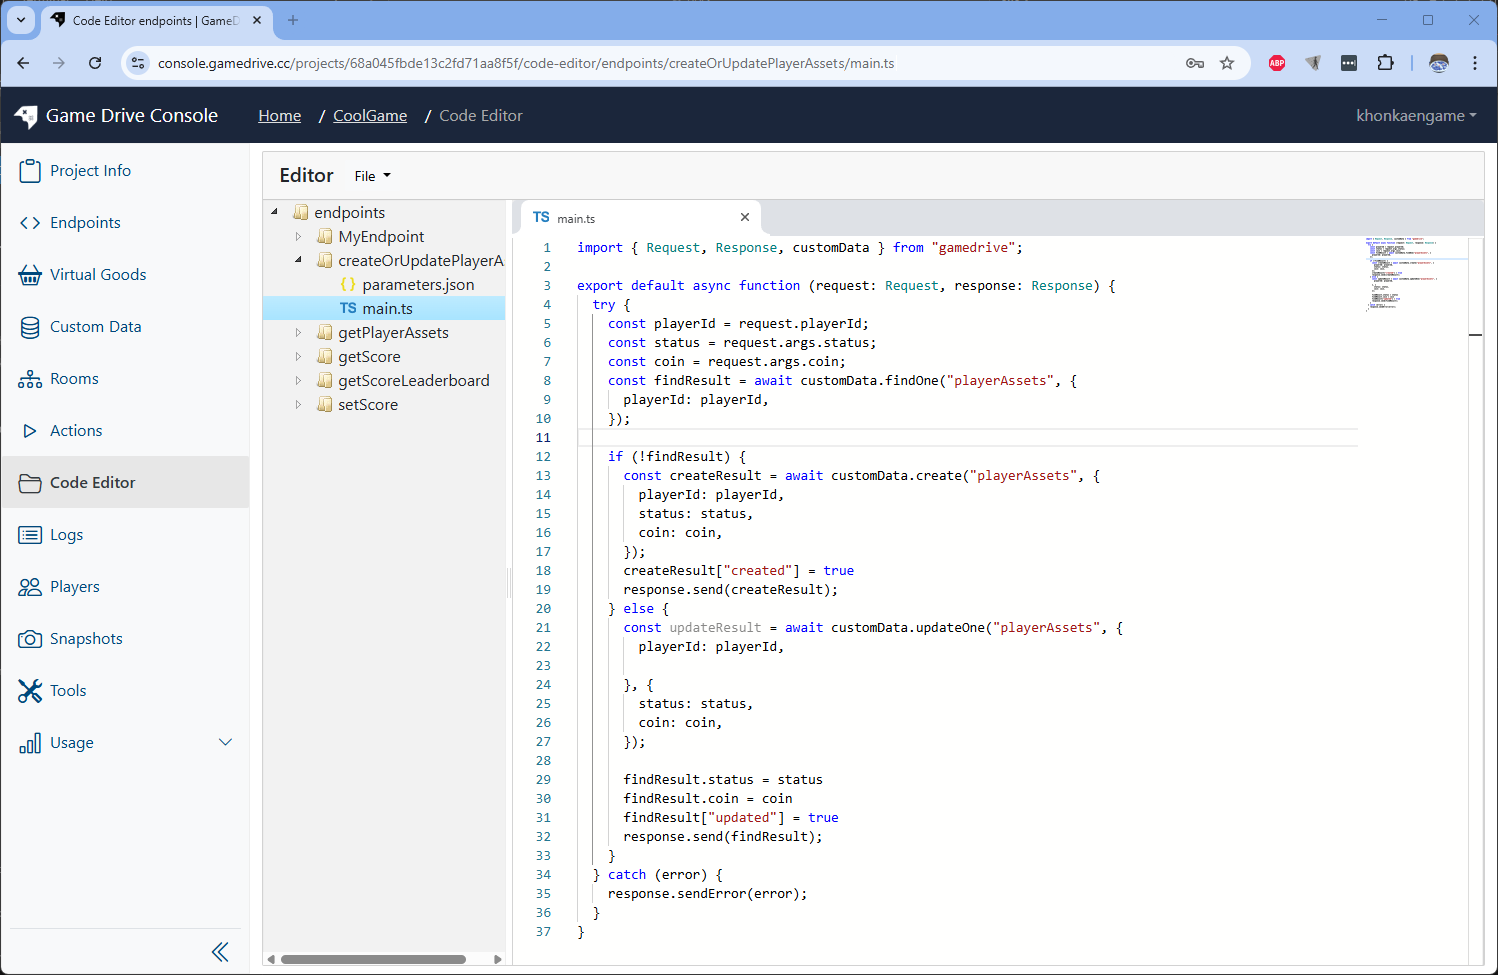 Code Editor endpoints | GameD
console.gamedrive.cc/projects/68a045fbde13c2fd71aa8f5f/code-editor/endpoints/createOrUpdatePlayerAssets/main.ts
ABP
Game Drive Console
Home / CoolGame / Code Editor
khonkaengame
Project Info
Endpoints
Virtual Goods
Custom Data
Rooms
Actions
Code Editor
Logs
Players
Snapshots
Tools
Usage
Editor File
endpoints
MyEndpoint
createOrUpdatePlayerA
{} parameters.json
TS main.ts
getPlayerAssets
getScore
getScoreLeaderboard
setScore
TS main.ts
1 import { Request, Response, customData } from "gamedrive";
2
3 export default async function (request: Request, response: Response) {
4   try {
5     const playerId = request.playerId;
6     const status = request.args.status;
7     const coin = request.args.coin;
8     const findResult = await customData.findOne("playerAssets", {
9       playerId: playerId,
10     });
11
12     if (!findResult) {
13       const createResult = await customData.create("playerAssets", {
14         playerId: playerId,
15         status: status,
16         coin: coin,
17       });
18       createResult["created"] = true
19       response.send(createResult);
20     } else {
21       const updateResult = await customData.updateOne("playerAssets", {
22         playerId: playerId,
23
24       }, {
25         status: status,
26         coin: coin,
27       });
28
29       findResult.status = status
30       findResult.coin = coin
31       findResult["updated"] = true
32       response.send(findResult);
33     }
34   } catch (error) {
35     response.sendError(error);
36   }
37 }